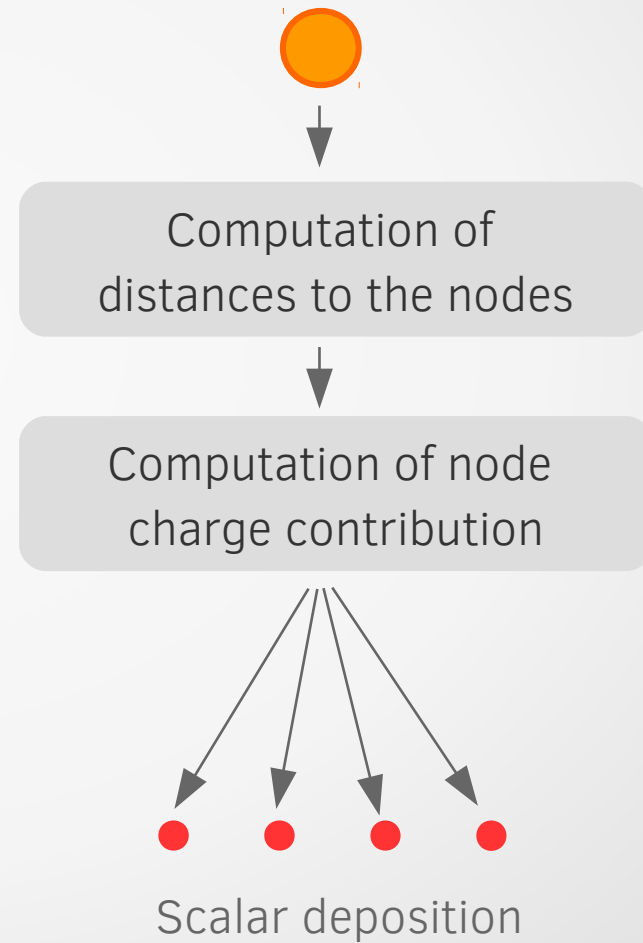 Computation of
distances to the nodes
Computation of node
charge contribution
Scalar deposition